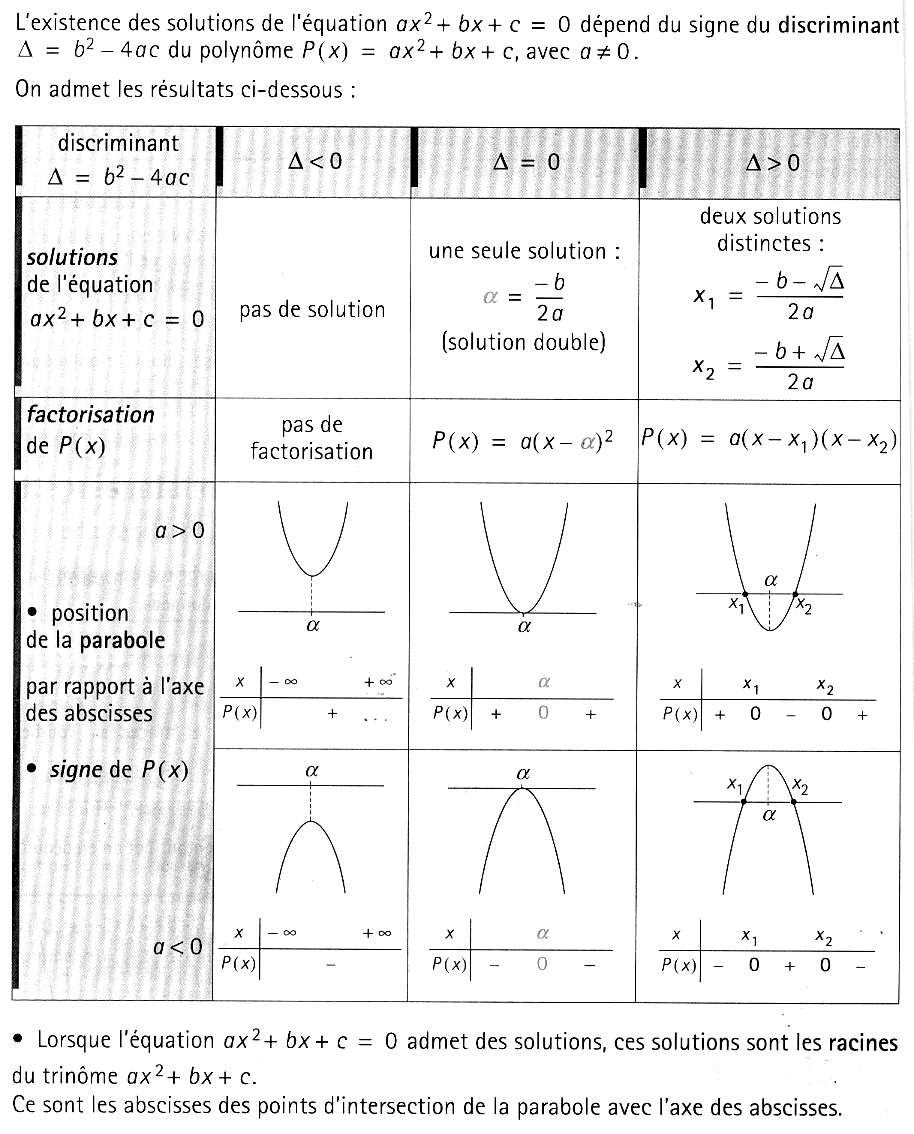 L'existence des solutions de l'équation ax² + bx + c = 0 dépend du signe du discriminant
Δ = b² – 4ac du polynôme P(x) = ax² + bx + c, avec a ≠ 0.
On admet les résultats ci-dessous :
discriminant
Δ = b² – 4ac
Δ < 0
Δ = 0
Δ > 0
solutions
de l'équation
ax² + bx + c = 0
pas de solution
une seule solution :
α = –b / 2a
(solution double)
deux solutions
distinctes :
x₁ = (–b – √Δ) / 2a
x₂ = (–b + √Δ) / 2a
factorisation
de P(x)
pas de
factorisation
P(x) = a(x – α)²
P(x) = a(x – x₁)(x – x₂)
a > 0
• position
de la parabole
par rapport à l'axe
des abscisses
α
x –∞ +∞
P(x) + ...
α
x α
P(x) + 0 +
α
x₁ x₂
x x₁ x₂
P(x) + 0 – 0 +
• signe de P(x)
a < 0
α
x –∞ +∞
P(x) –
α
x α
P(x) – 0 –
x₁ x₂
α
x x₁ x₂
P(x) – 0 + 0 –
• Lorsque l'équation ax² + bx + c = 0 admet des solutions, ces solutions sont les racines
du trinôme ax² + bx + c.
Ce sont les abscisses des points d'intersection de la parabole avec l'axe des abscisses.